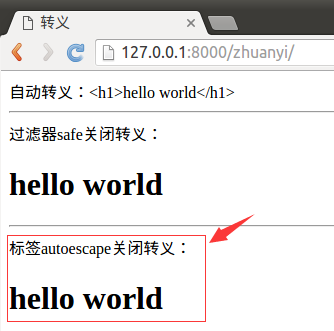 转义
127.0.0.1:8000/zhuanyi/
自动转义：<h1>hello world</h1>
过滤器safe关闭转义：
hello world
标签autoescape关闭转义：
hello world